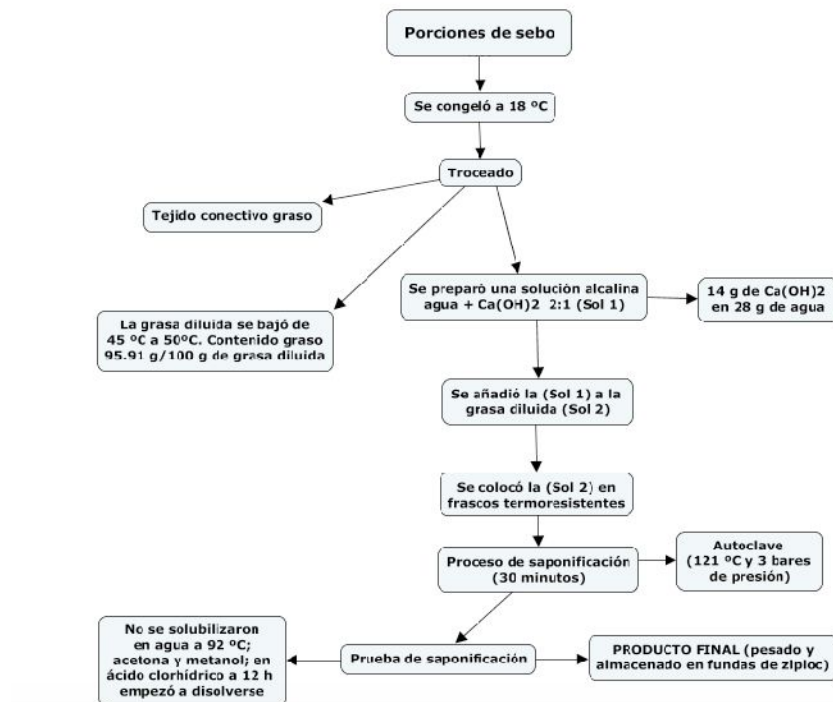 Porciones de sebo
Se congeló a 18 ºC
Troceado
Tejido conectivo graso
Se preparó una solución alcalina
agua + Ca(OH)2 2:1 (Sol 1)
14 g de Ca(OH)2
en 28 g de agua
La grasa diluida se bajó de
45 ºC a 50ºC. Contenido graso
95.91 g/100 g de grasa diluida
Se añadió la (Sol 1) a la
grasa diluida (Sol 2)
Se colocó la (Sol 2) en
frascos termoresistentes
Proceso de saponificación
(30 minutos)
Autoclave
(121 ºC y 3 bares
de presión)
No se solubilizaron
en agua a 92 ºC;
acetona y metanol; en
ácido clorhídrico a 12 h
empezó a disolverse
Prueba de saponificación
PRODUCTO FINAL (pesado y
almacenado en fundas de ziploc)